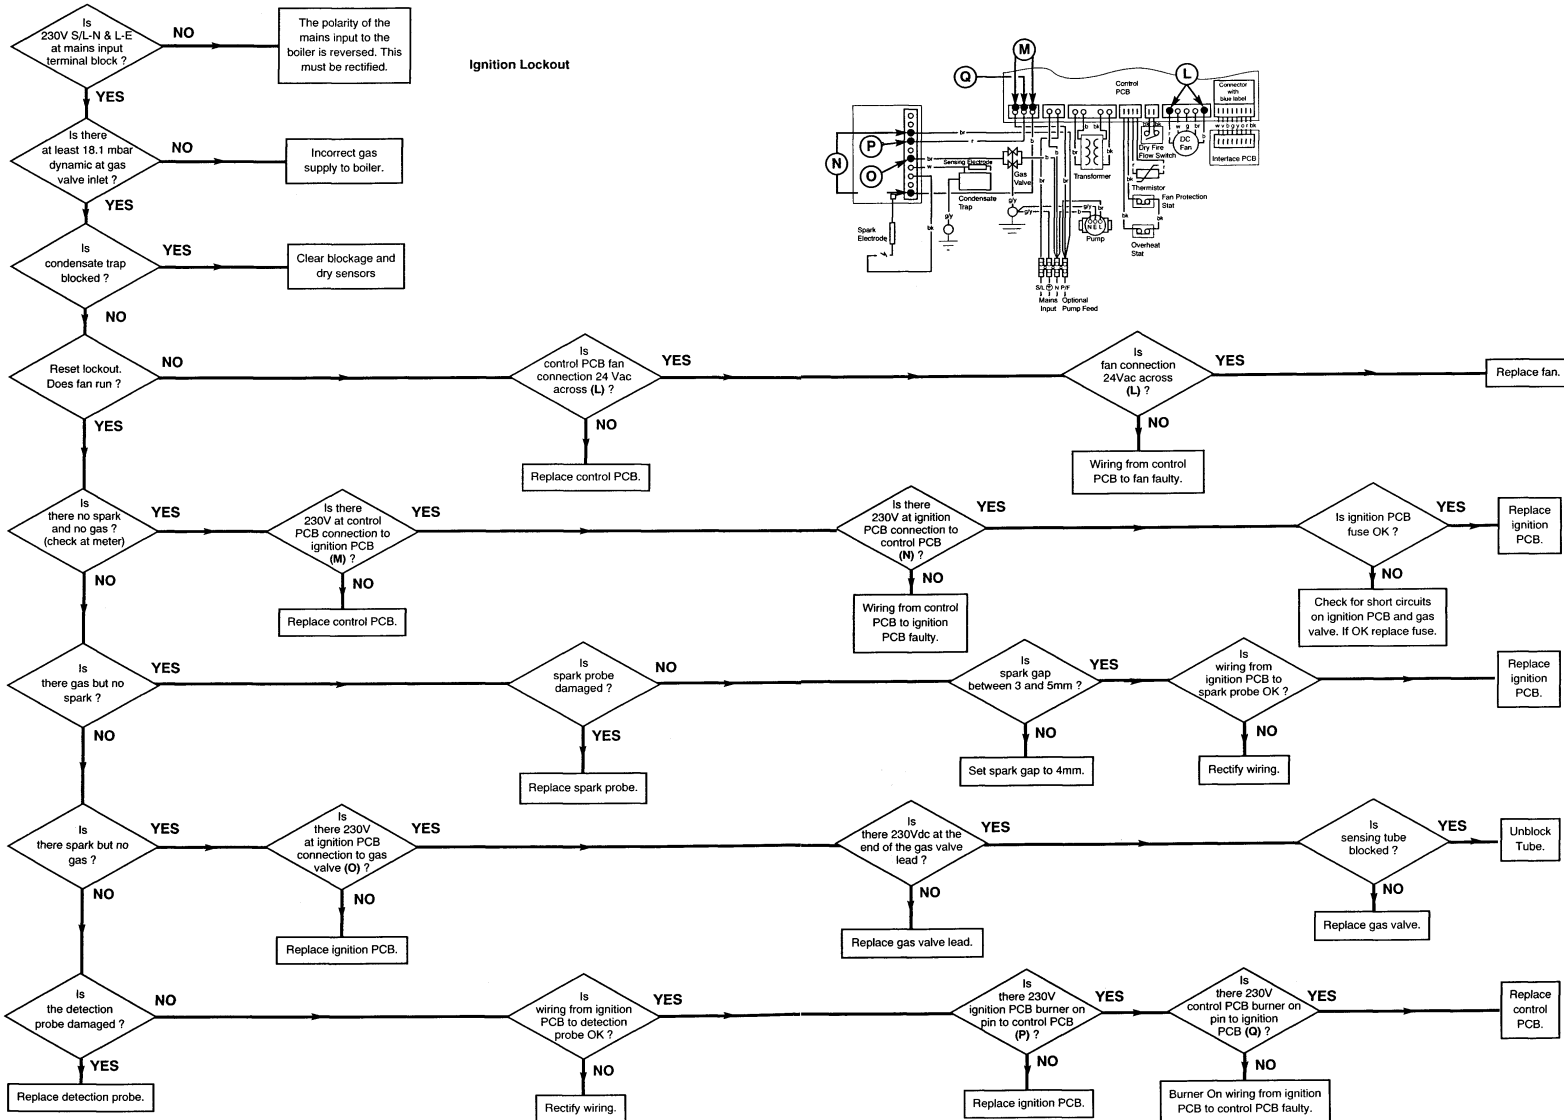 Is
230V S/L-N & L-E
at mains input
terminal block ?
NO
The polarity of the
mains input to the
boiler is reversed. This
must be rectified.
Ignition Lockout
YES
Is there
at least 18.1 mbar
dynamic at gas
valve inlet ?
NO
Incorrect gas
supply to boiler.
YES
Is
condensate trap
blocked ?
YES
Clear blockage and
dry sensors
NO
M
Q
L
Control
PCB
Connector
with
blue label
w v b g y o r bk
Interlace PCB
DC
Fan
w
g
br
b
bk
bk
Dry Fire
Flow Switch
Thermistor
Fan Protection
Stat
Overheat
Stat
bk
bk
bk
b
bk
br
bk
Transformer
N
P
O
br
r
b
br
w
Sensing Electrode
b
Gas
Valve
Condensate
Trap
Spark
Electrode
bk
g/y
g/y
g/y
g/y
b
br
N E L
Pump
br
b
br
br
S/L
N
P/F
Mains
Input
Optional
Pump Feed
Reset lockout.
Does fan run ?
NO
Is
control PCB fan
connection 24 Vac
across (L) ?
YES
Is
fan connection
24Vac across
(L) ?
YES
Replace fan.
YES
NO
Replace control PCB.
NO
Wiring from control
PCB to fan faulty.
Is
there no spark
and no gas ?
(check at meter)
YES
Is there
230V at control
PCB connection to
ignition PCB
(M) ?
YES
Is there
230V at ignition
PCB connection to
control PCB
(N) ?
YES
Is ignition PCB
fuse OK ?
YES
Replace
ignition
PCB.
NO
NO
Replace control PCB.
NO
Wiring from control
PCB to ignition
PCB faulty.
NO
Check for short circuits
on ignition PCB and gas
valve. If OK replace fuse.
Is
there gas but no
spark ?
YES
Is
spark probe
damaged ?
NO
Is
spark gap
between 3 and 5mm ?
YES
Is
wiring from
ignition PCB to
spark probe OK ?
Replace
ignition
PCB.
NO
YES
Replace spark probe.
NO
Set spark gap to 4mm.
NO
Rectify wiring.
Is
there spark but no
gas ?
YES
Is
there 230V
at ignition PCB
connection to gas
valve (O) ?
YES
Is
there 230Vdc at the
end of the gas valve
lead ?
YES
Is
sensing tube
blocked ?
YES
Unblock
Tube.
NO
NO
Replace ignition PCB.
NO
Replace gas valve lead.
NO
Replace gas valve.
Is
the detection
probe damaged ?
NO
Is
wiring from ignition
PCB to detection
probe OK ?
YES
Is
there 230V
ignition PCB burner on
pin to control PCB
(P) ?
YES
Is
there 230V
control PCB burner on
pin to ignition
PCB (Q) ?
YES
Replace
control
PCB.
YES
Replace detection probe.
NO
Rectify wiring.
NO
Replace ignition PCB.
NO
Burner On wiring from ignition
PCB to control PCB faulty.